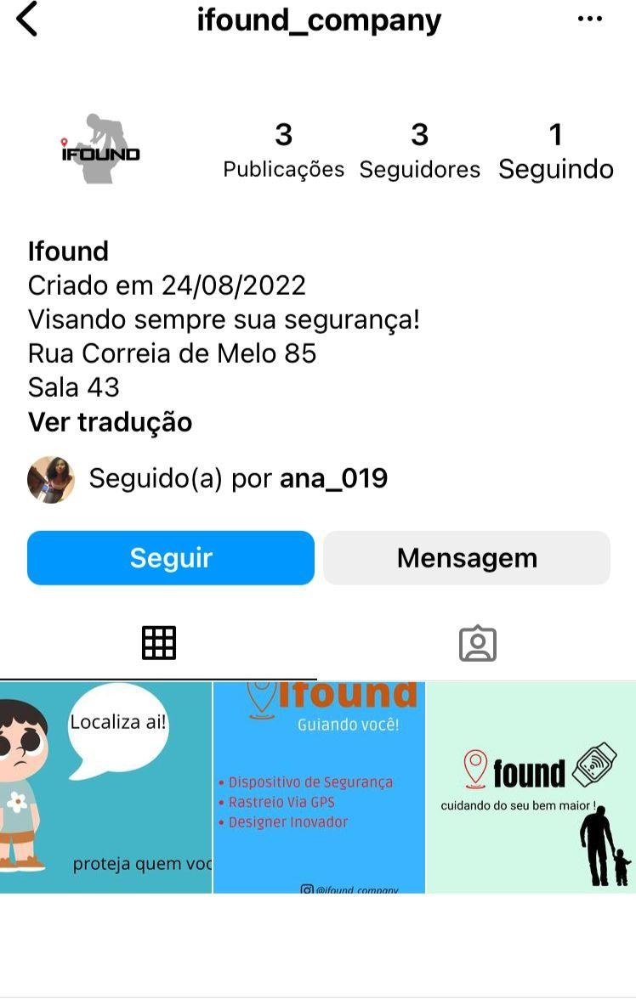 ifound_company
IFOUND
3
Publicações
3
Seguidores
1
Seguindo
Ifound
Criado em 24/08/2022
Visando sempre sua segurança!
Rua Correia de Melo 85
Sala 43
Ver tradução
Seguido(a) por ana_019
Seguir
Mensagem
Localiza ai!
proteja quem voc
Ifound
Guiando você!
• Dispositivo de Segurança
• Rastreio Via GPS
• Designer Inovador
@ifound_company
found
cuidando do seu bem maior !